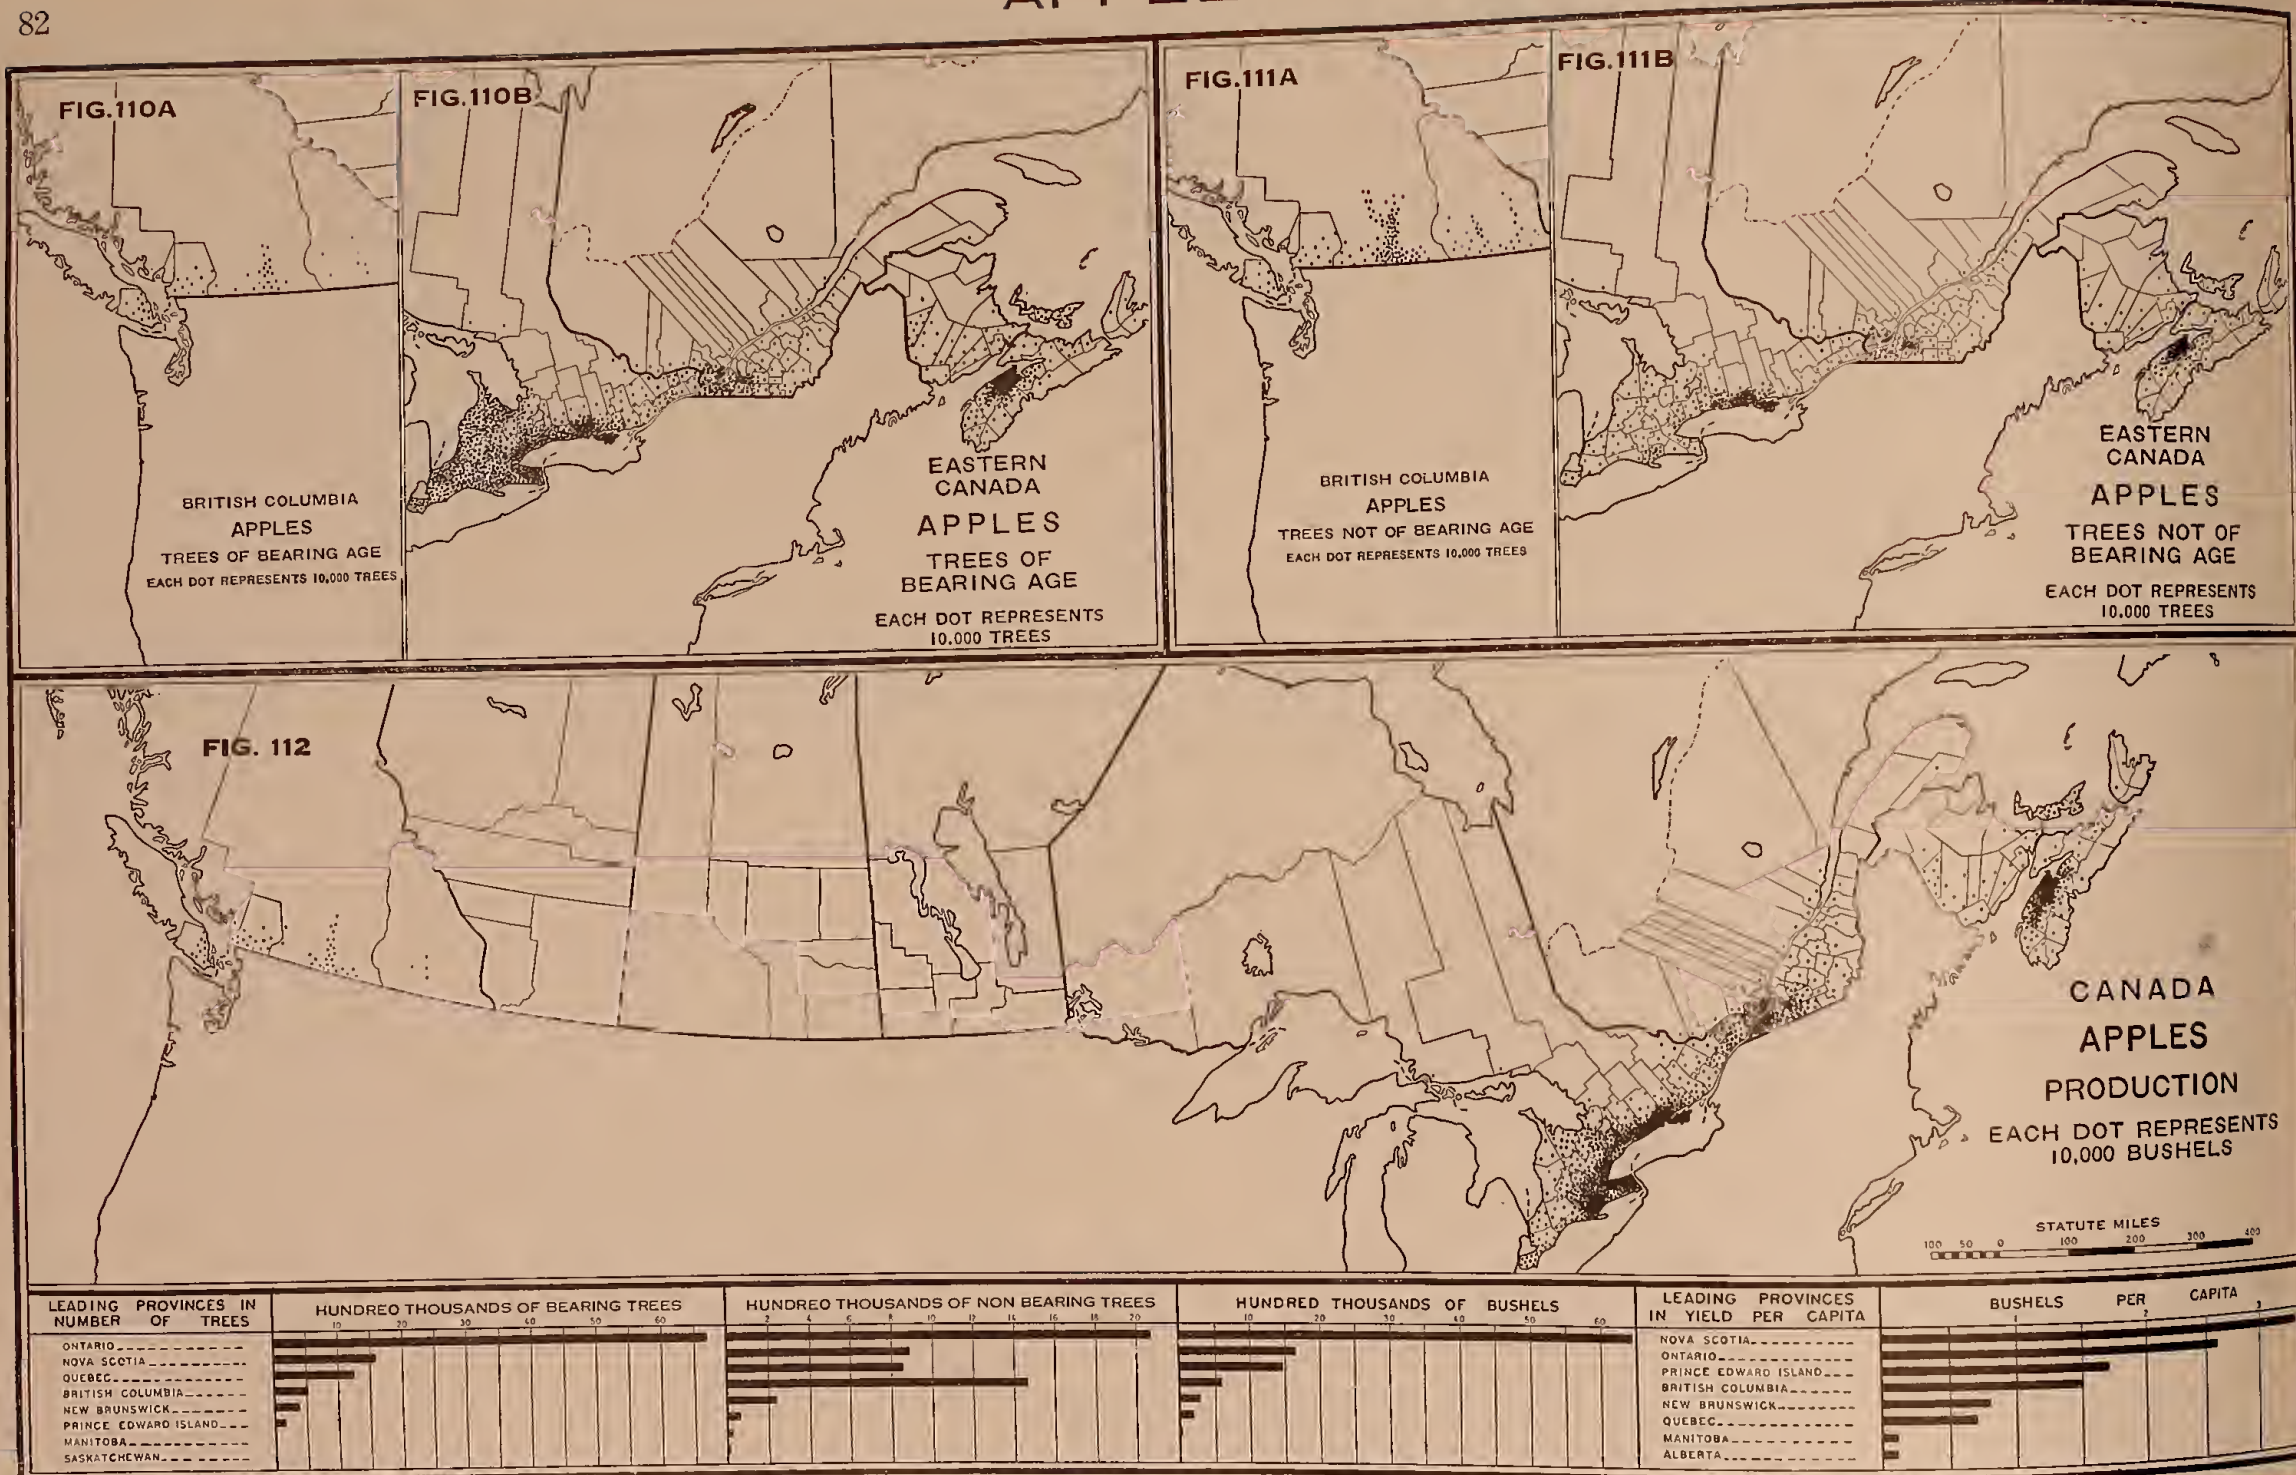 82
FIG.110A
BRITISH COLUMBIA
APPLES
TREES OF BEARING AGE
EACH DOT REPRESENTS 10,000 TREES
FIG.110B
EASTERN
CANADA
APPLES
TREES OF
BEARING AGE
EACH DOT REPRESENTS
10.000 TREES
FIG.111A
BRITISH COLUMBIA
APPLES
TREES NOT OF BEARING AGE
EACH DOT REPRESENTS 10,000 TREES
FIG.111B
EASTERN
CANADA
APPLES
TREES NOT OF
BEARING AGE
EACH DOT REPRESENTS
10.000 TREES
FIG. 112
CANADA
APPLES
PRODUCTION
EACH DOT REPRESENTS
10,000 BUSHELS
STATUTE MILES
100 50 0 100 200 300 400
LEADING PROVINCES IN
NUMBER OF TREES
ONTARIO
NOVA SCOTIA
QUEBEC
BRITISH COLUMBIA
NEW BRUNSWICK
PRINCE EDWARD ISLAND
MANITOBA
SASKATCHEWAN
HUNDREO THOUSANDS OF BEARING TREES
10 20 30 40 50 60
HUNDREO THOUSANDS OF NON BEARING TREES
2 4 6 8 10 12 14 16 18 20
HUNDRED THOUSANDS OF BUSHELS
10 20 30 40 50 60
LEADING PROVINCES
IN YIELD PER CAPITA
NOVA SCOTIA
ONTARIO
PRINCE EDWARD ISLAND
BRITISH COLUMBIA
NEW BRUNSWICK
QUEBEC
MANITOBA
ALBERTA
BUSHELS PER CAPITA
1 2 3